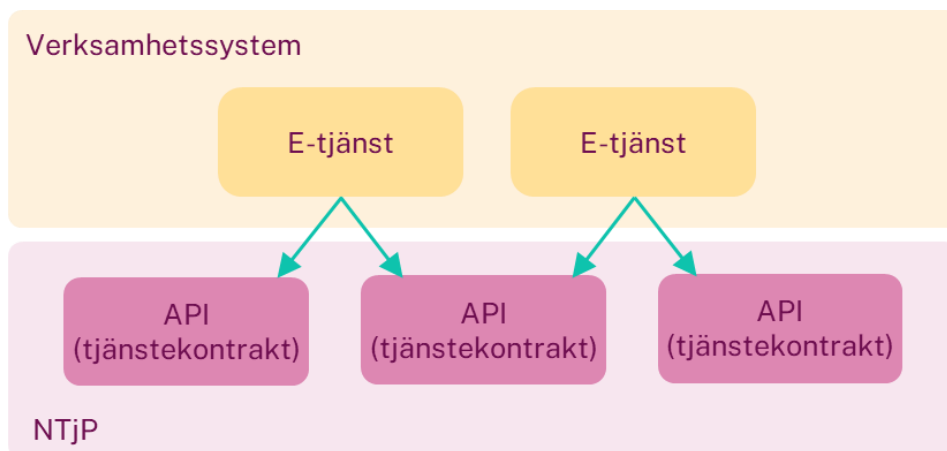 Verksamhetssystem
E-tjänst
E-tjänst
API
(tjänstekontrakt)
API
(tjänstekontrakt)
API
(tjänstekontrakt)
NTjP